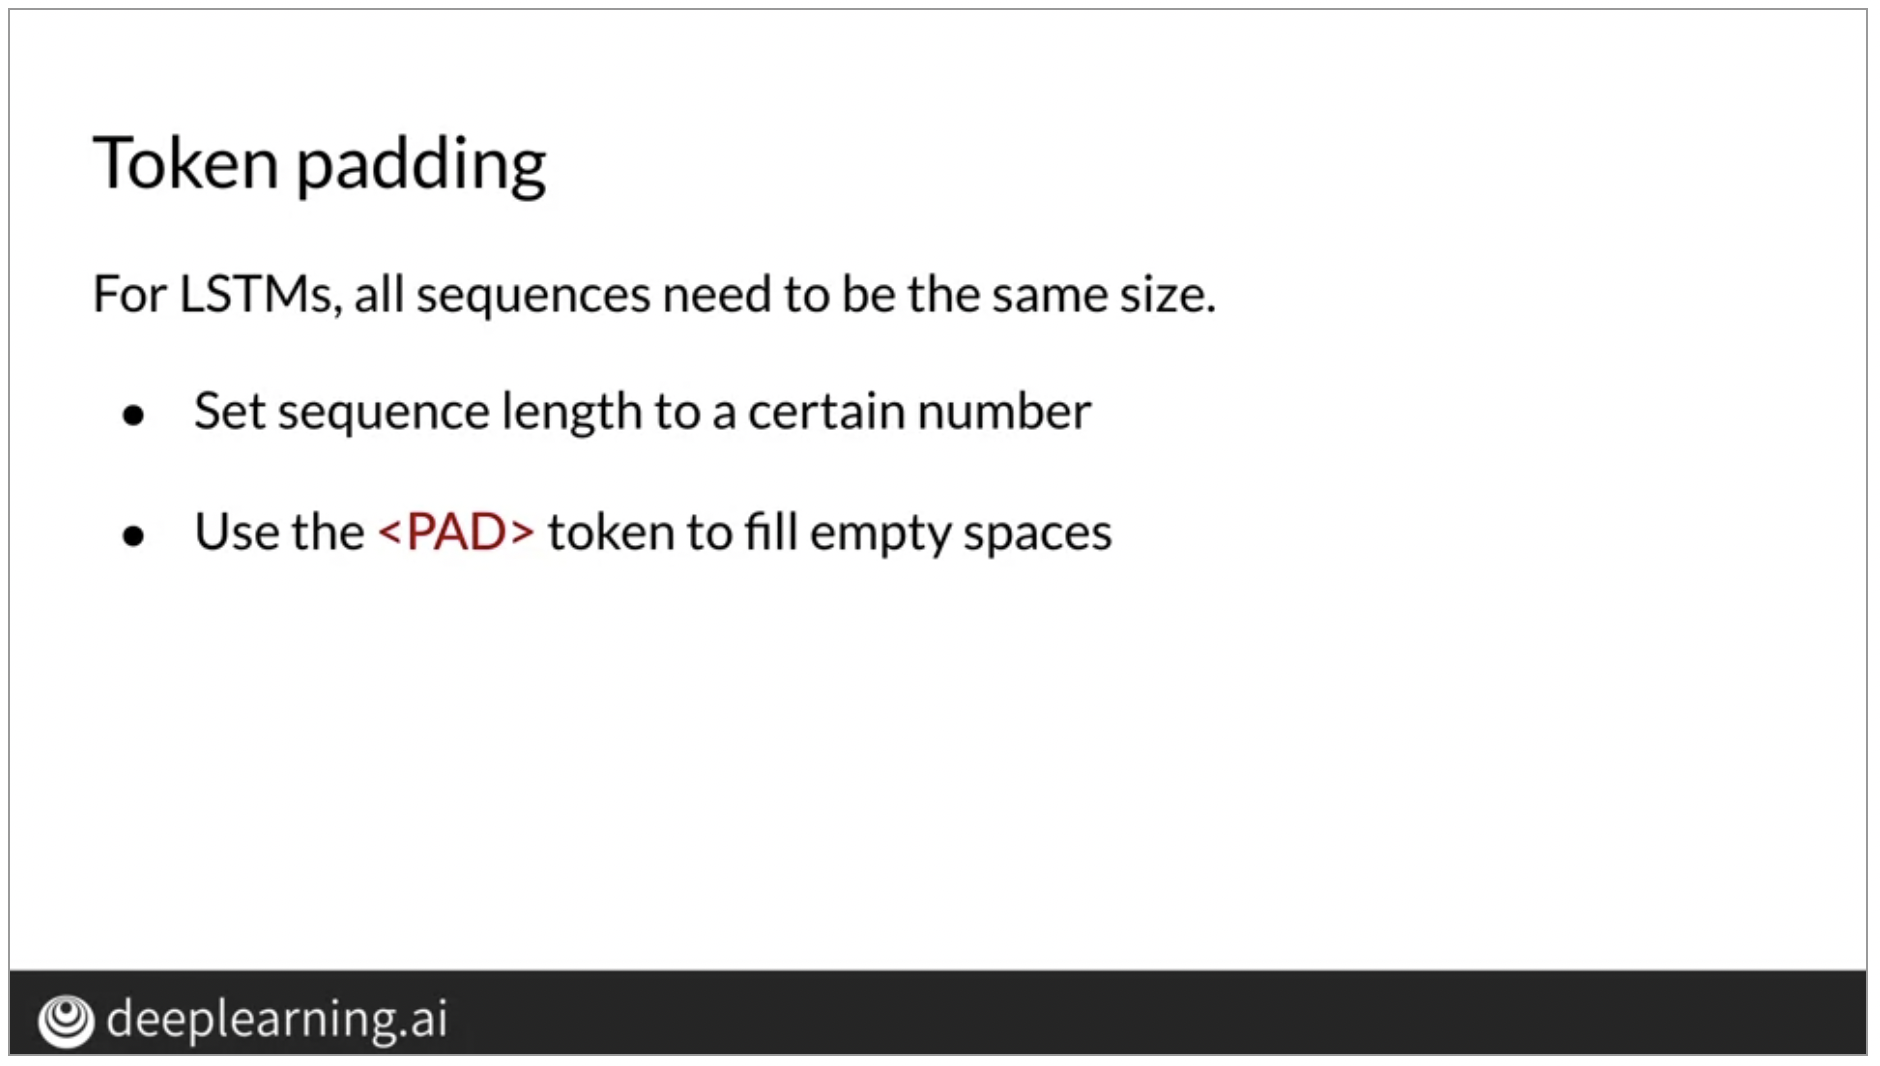 Token padding
For LSTMs, all sequences need to be the same size.
● Set sequence length to a certain number
● Use the <PAD> token to fill empty spaces
deeplearning.ai